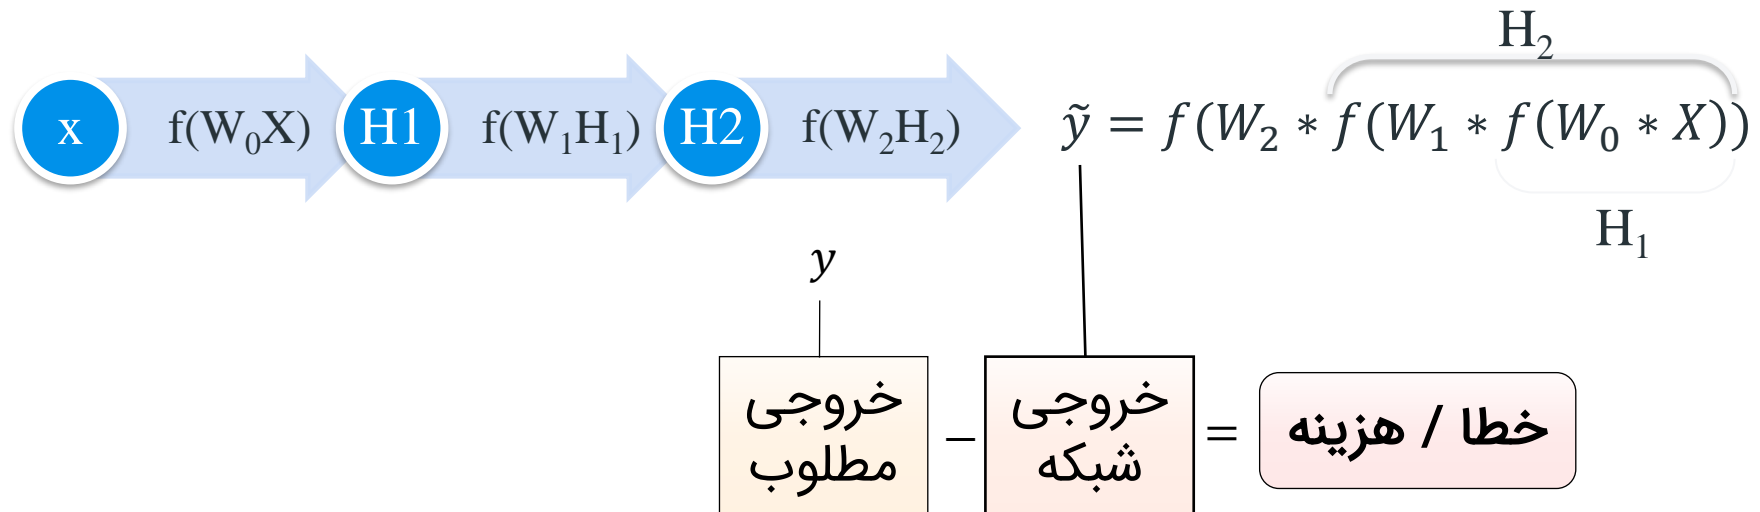 H₂
x f(W₀X) H1 f(W₁H₁) H2 f(W₂H₂) ỹ = f(W₂ * f(W₁ * f(W₀ * X))
H₁
y
خروجی مطلوب − خروجی شبکه = خطا / هزینه